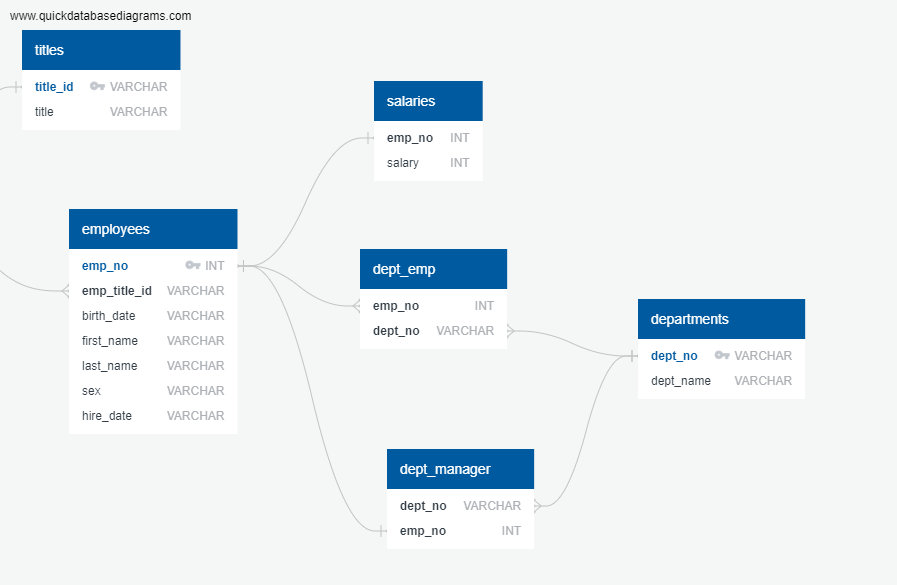 www.quickdatabasediagrams.com
titles
title_id VARCHAR
title VARCHAR
salaries
emp_no INT
salary INT
employees
emp_no INT
emp_title_id VARCHAR
birth_date VARCHAR
first_name VARCHAR
last_name VARCHAR
sex VARCHAR
hire_date VARCHAR
dept_emp
emp_no INT
dept_no VARCHAR
departments
dept_no VARCHAR
dept_name VARCHAR
dept_manager
dept_no VARCHAR
emp_no INT